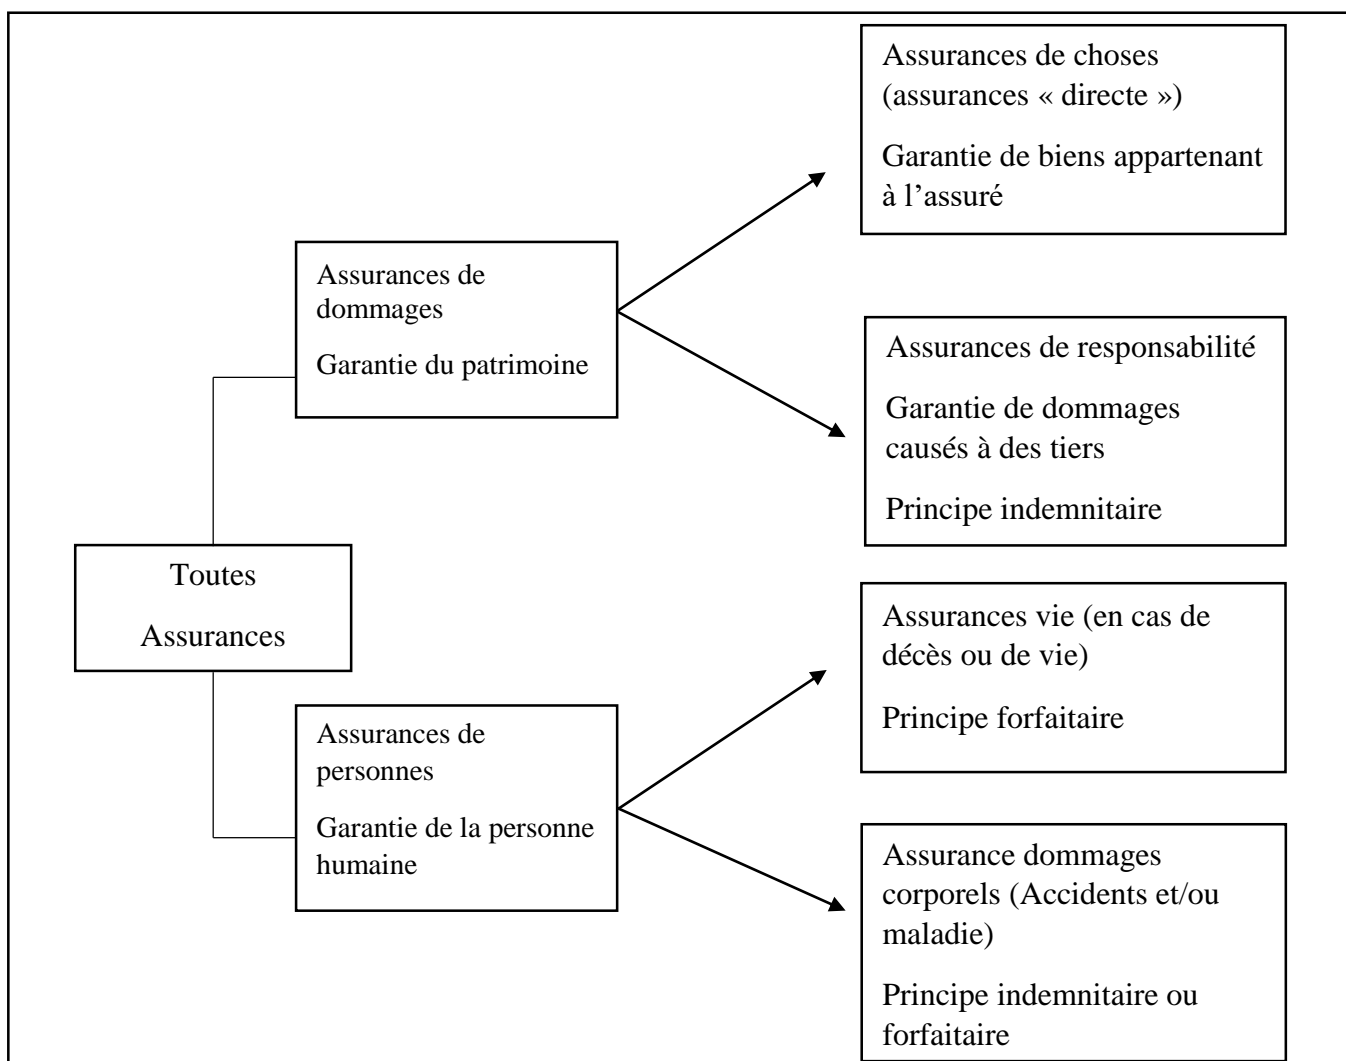 Assurances de choses
(assurances « directe »)
Garantie de biens appartenant
à l’assuré
Assurances de
dommages
Garantie du patrimoine
Assurances de responsabilité
Garantie de dommages
causés à des tiers
Principe indemnitaire
Toutes
Assurances
Assurances vie (en cas de
décès ou de vie)
Principe forfaitaire
Assurances de
personnes
Garantie de la personne
humaine
Assurance dommages
corporels (Accidents et/ou
maladie)
Principe indemnitaire ou
forfaitaire